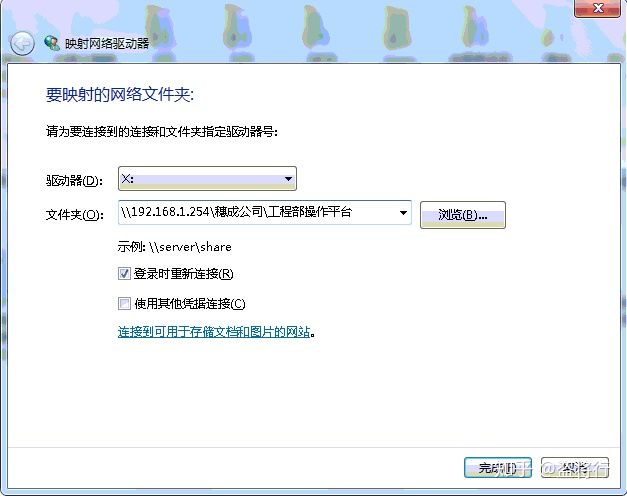 映射网络驱动器
要映射的网络文件夹:
请为要连接到的连接和文件夹指定驱动器号:
驱动器(D): X:
文件夹(O): \\192.168.1.254\穗成公司\工程部操作平台 浏览(B)...
示例: \\server\share
登录时重新连接(R)
使用其他凭据连接(C)
连接到可用于存储文档和图片的网站。
完成(F) 取消
知乎 @益将行